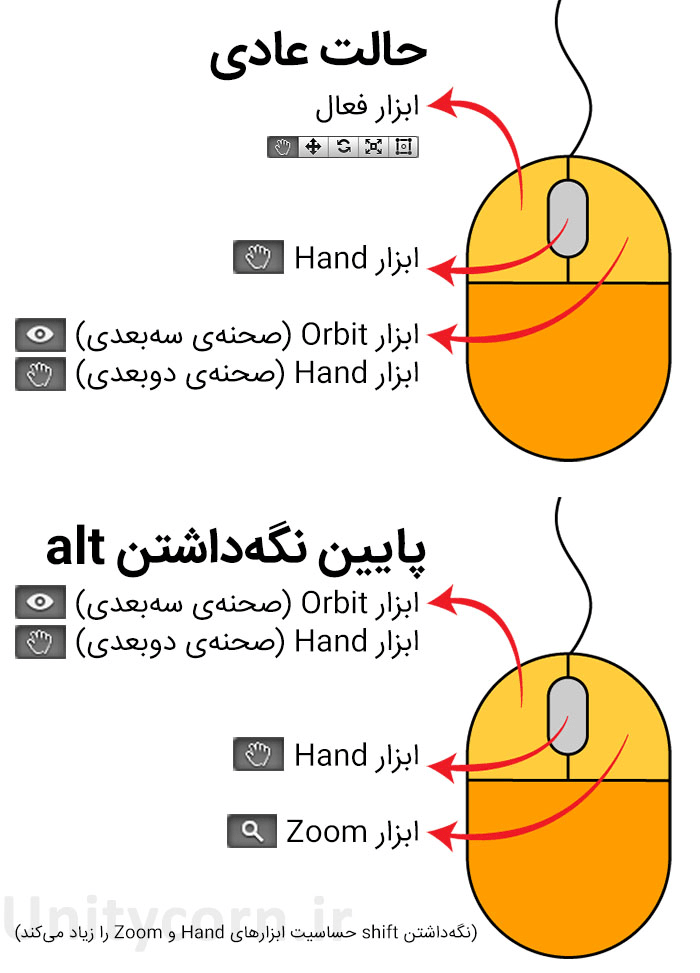 حالت عادی
ابزار فعال
ابزار Hand
ابزار Orbit (صحنه‌ی سه‌بعدی)
ابزار Hand (صحنه‌ی دوبعدی)
پایین نگه‌داشتن alt
ابزار Orbit (صحنه‌ی سه‌بعدی)
ابزار Hand (صحنه‌ی دوبعدی)
ابزار Hand
ابزار Zoom
Unitycorn.ir
(نگه‌داشتن shift حساسیت ابزارهای Hand و Zoom را زیاد می‌کند)